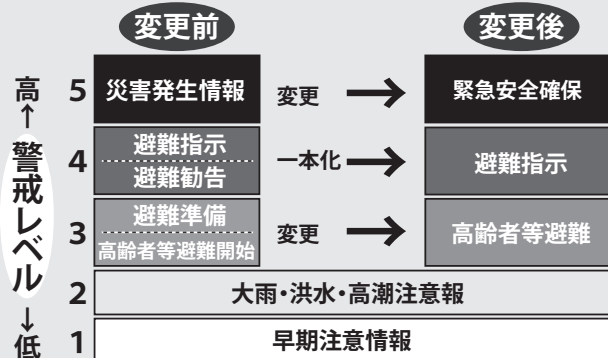 変更前
変更後
高
↑
警戒レベル
↓
低
5
災害発生情報
変更
→
緊急安全確保
4
避難指示
避難勧告
一本化
→
避難指示
3
避難準備
高齢者等避難開始
変更
→
高齢者等避難
2
大雨・洪水・高潮注意報
1
早期注意情報